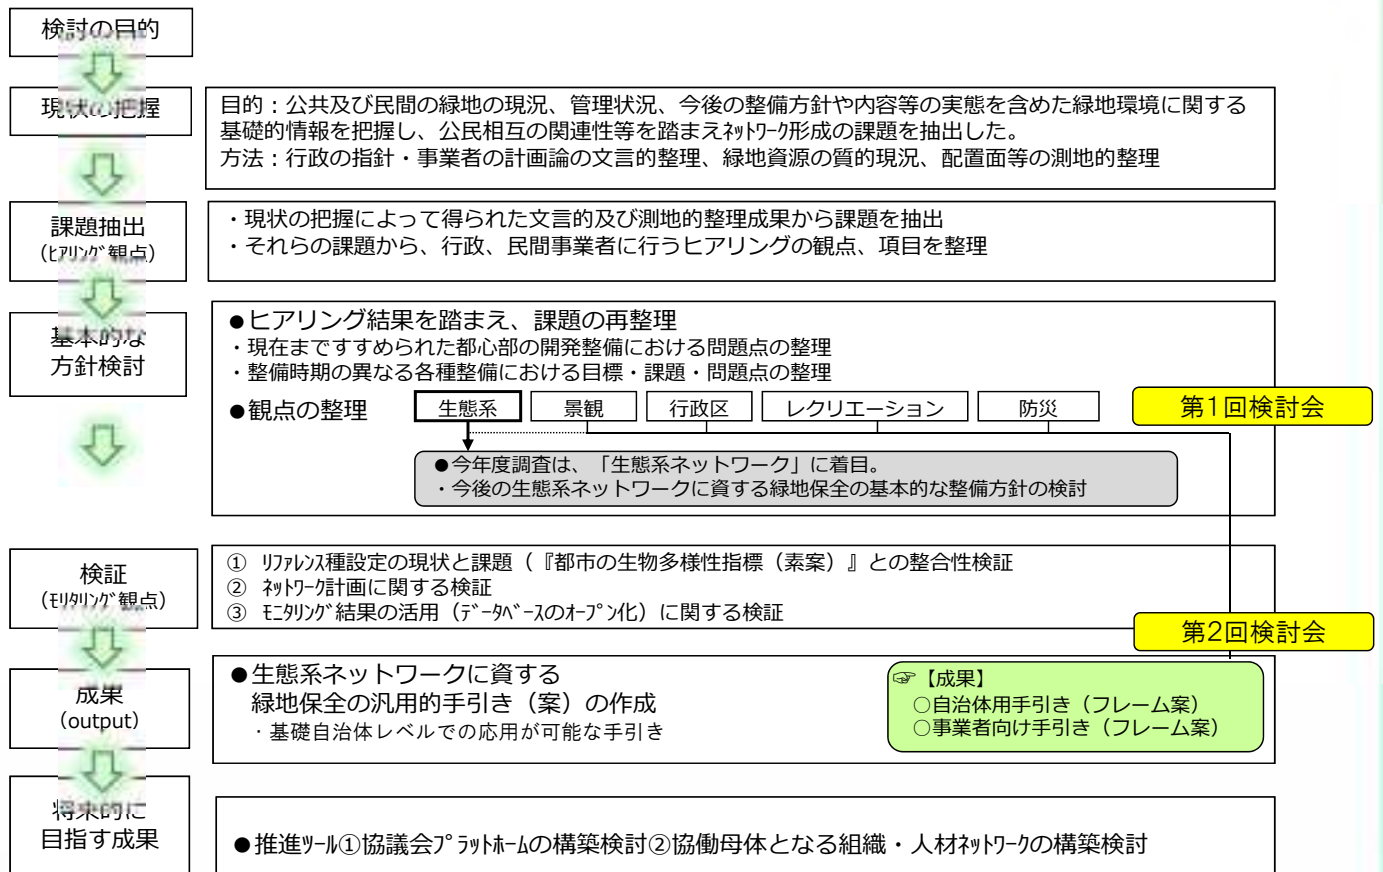 検討の目的
現状の把握
目的：公共及び民間の緑地の現況、管理状況、今後の整備方針や内容等の実態を含めた緑地環境に関する
基礎的情報を把握し、公民相互の関連性等を踏まえﾈｯﾄﾜｰｸ形成の課題を抽出した。
方法：行政の指針・事業者の計画論の文言的整理、緑地資源の質的現況、配置面等の測地的整理
課題抽出
(ﾋｱﾘﾝｸﾞ観点)
・現状の把握によって得られた文言的及び測地的整理成果から課題を抽出
・それらの課題から、行政、民間事業者に行うヒアリングの観点、項目を整理
基本的な
方針検討
●ヒアリング結果を踏まえ、課題の再整理
・現在まですすめられた都心部の開発整備における問題点の整理
・整備時期の異なる各種整備における目標・課題・問題点の整理
●観点の整理 生態系 景観 行政区 レクリエーション 防災
第1回検討会
●今年度調査は、「生態系ネットワーク」に着目。
・今後の生態系ネットワークに資する緑地保全の基本的な整備方針の検討
検証
(ﾓﾘﾀﾘﾝｸﾞ観点)
① ﾘﾌｧﾚﾝｽ種設定の現状と課題（『都市の生物多様性指標（素案）』との整合性検証
② ﾈｯﾄﾜｰｸ計画に関する検証
③ ﾓﾆﾀﾘﾝｸﾞ結果の活用（ﾃﾞｰﾀﾍﾞｰｽのｵｰﾌﾟﾝ化）に関する検証
第2回検討会
成果
(output)
●生態系ネットワークに資する
緑地保全の汎用的手引き（案）の作成
・基礎自治体レベルでの応用が可能な手引き
☞【成果】
○自治体用手引き（フレーム案）
○事業者向け手引き（フレーム案）
将来的に
目指す成果
●推進ﾂｰﾙ①協議会ﾌﾟﾗｯﾄﾎｰﾑの構築検討②協働母体となる組織・人材ﾈｯﾄﾜｰｸの構築検討